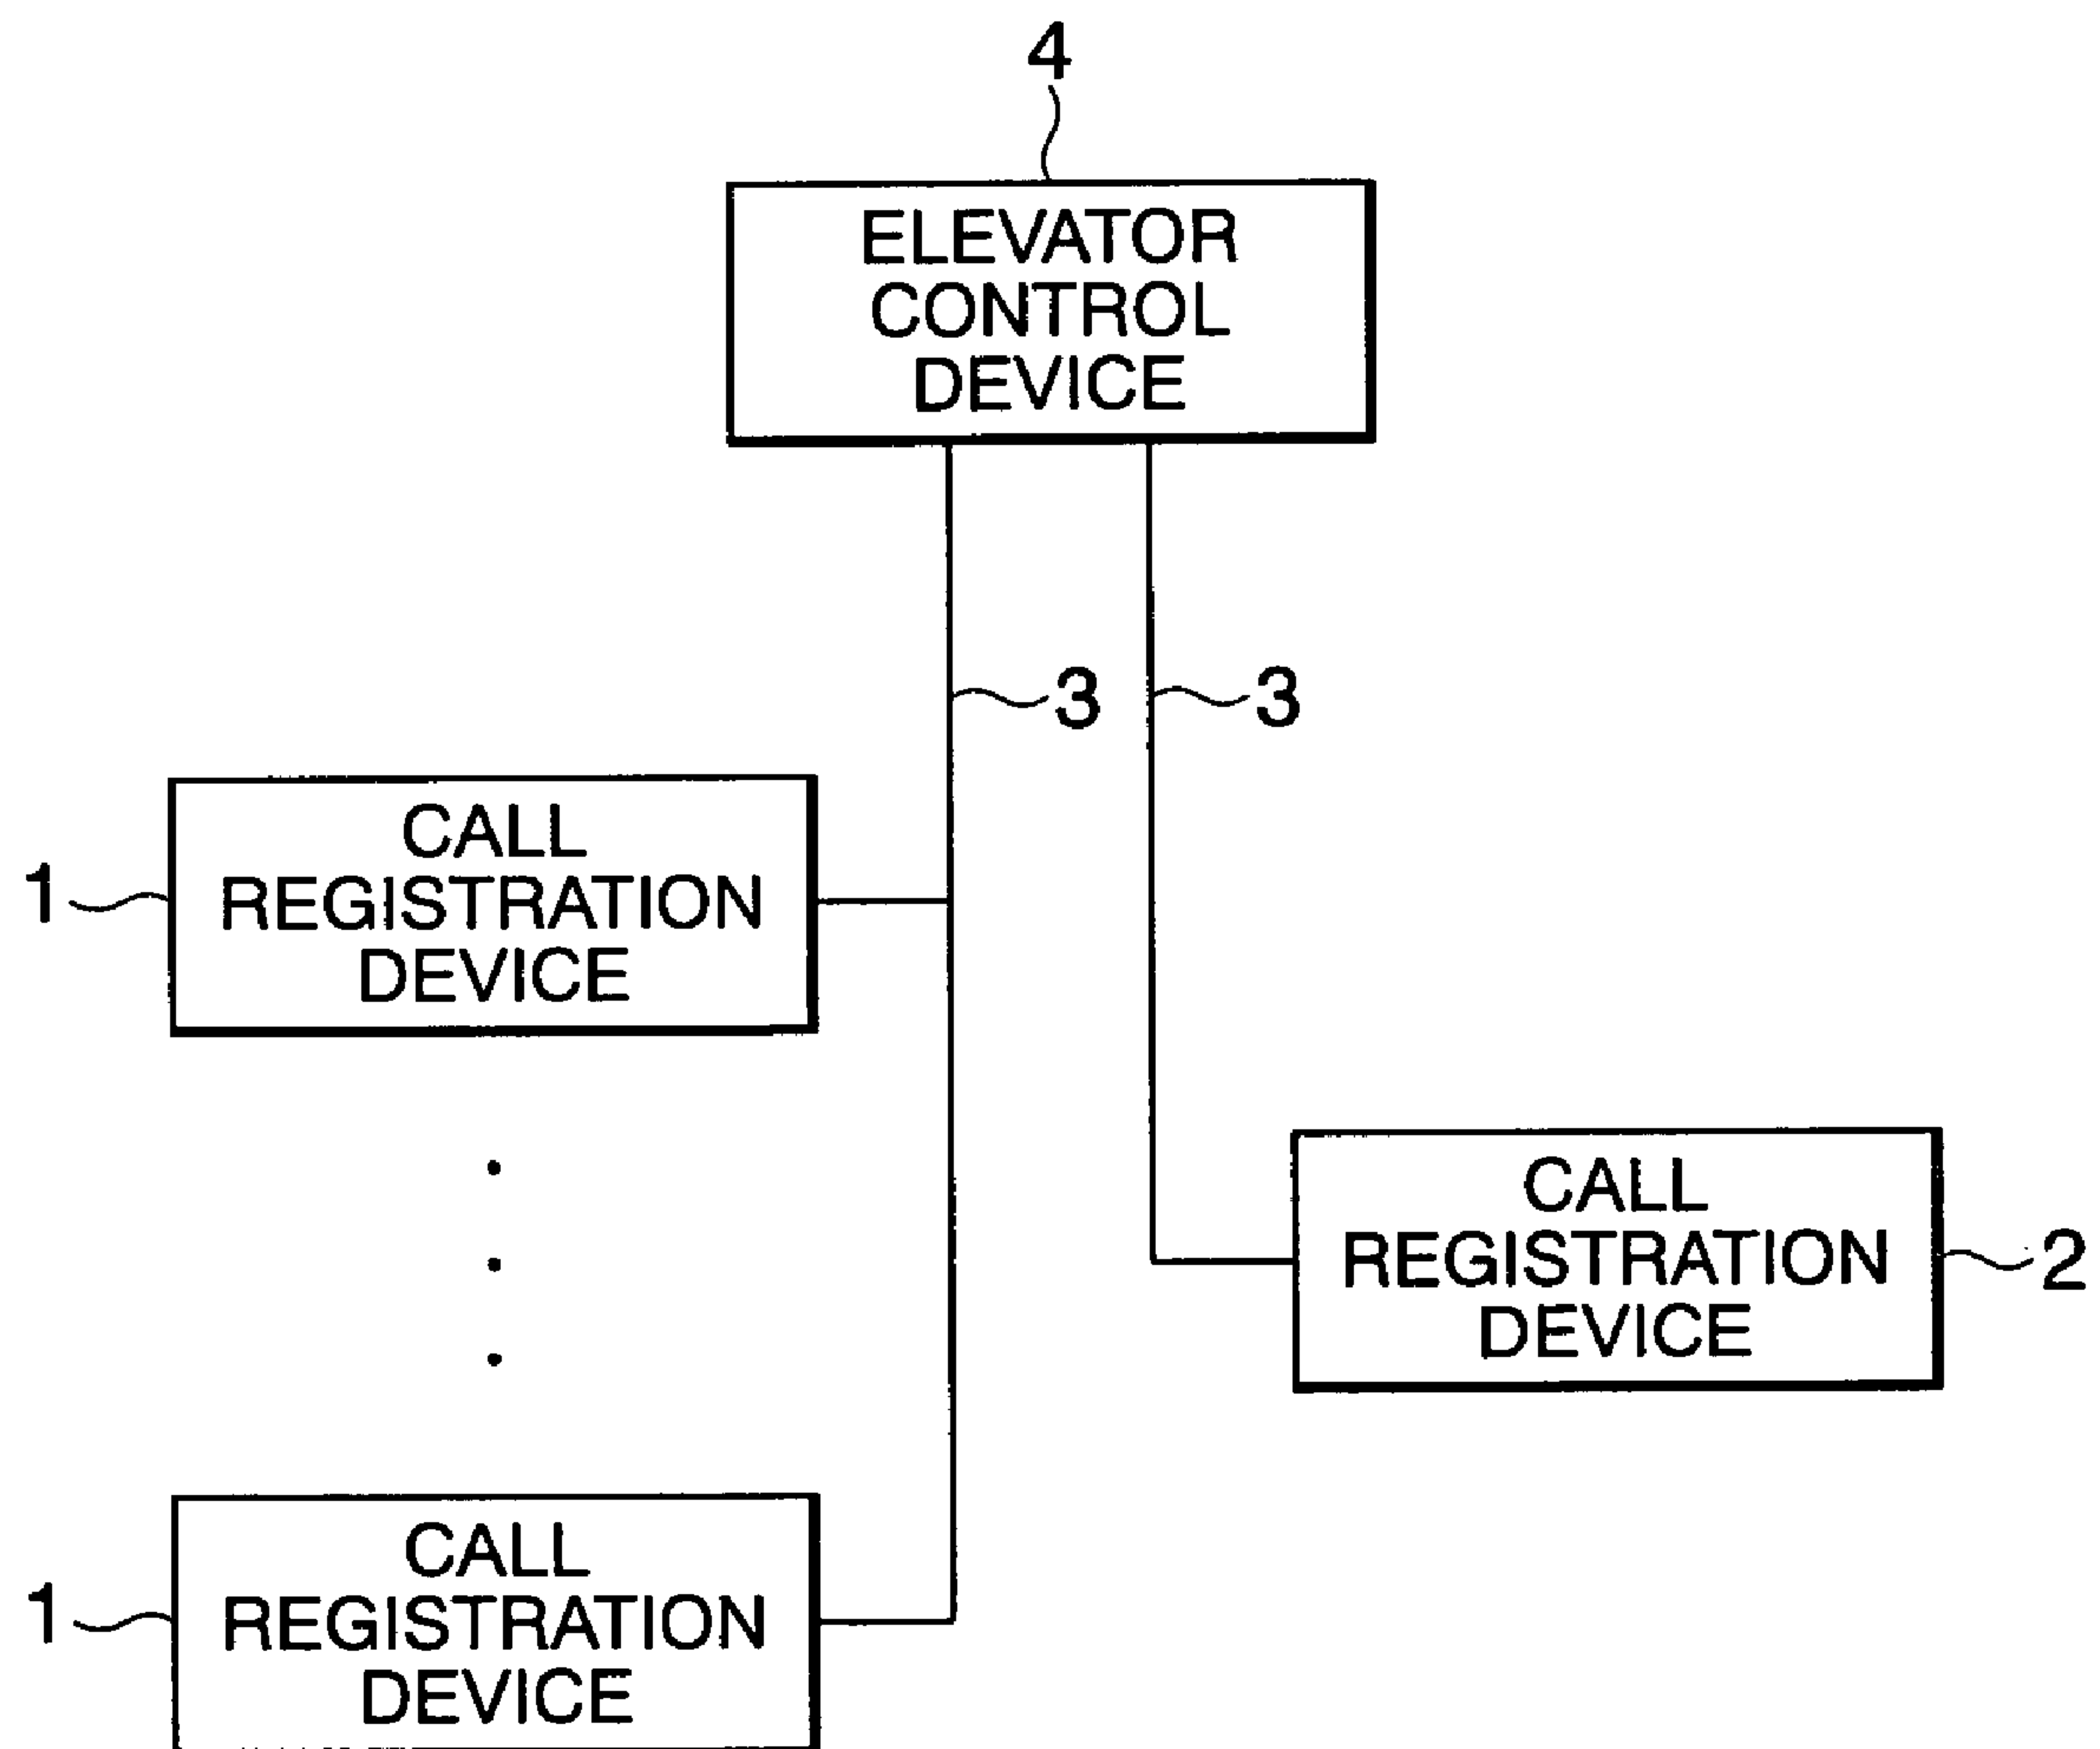 4
ELEVATOR
CONTROL
DEVICE
3
3
CALL
REGISTRATION
DEVICE
1
CALL
REGISTRATION
DEVICE
2
CALL
REGISTRATION
DEVICE
1